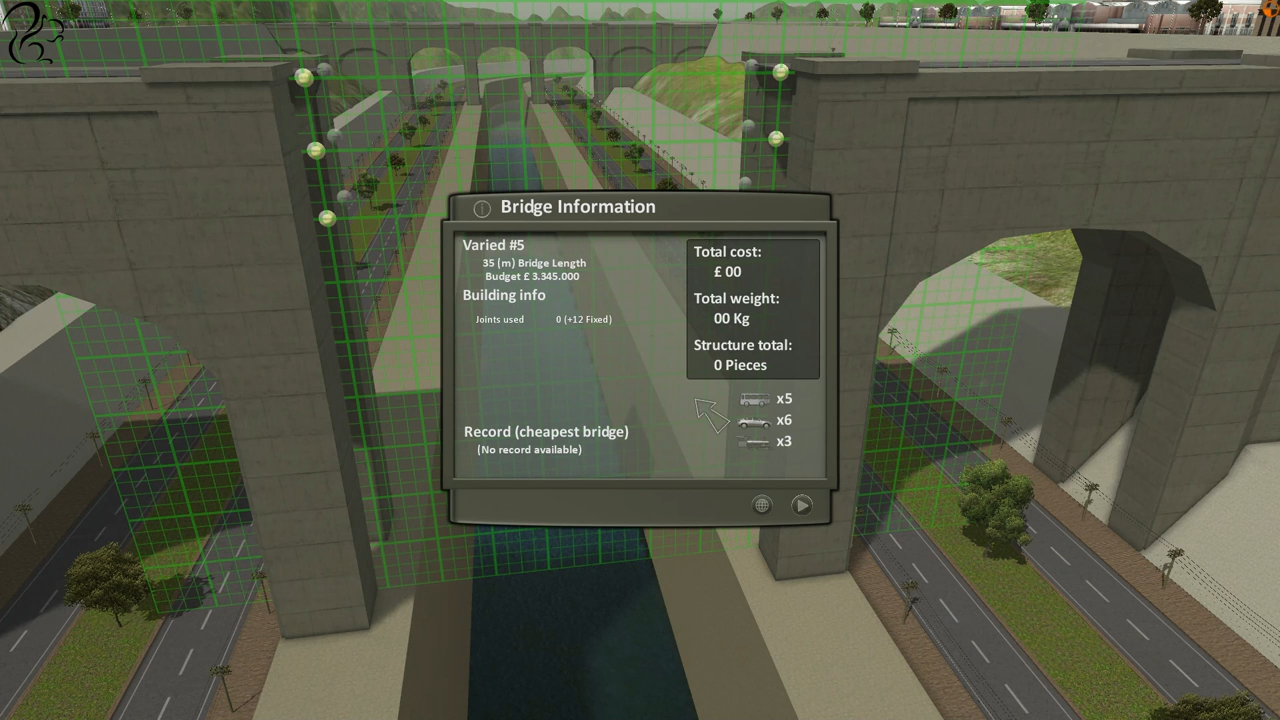 Bridge Information
Varied #5
35 (m) Bridge Length
Budget £ 3.345.000
Building info
Joints used 0 (+12 Fixed)
Record (cheapest bridge)
(No record available)
Total cost:
£ 00
Total weight:
00 Kg
Structure total:
0 Pieces
x5
x6
x3